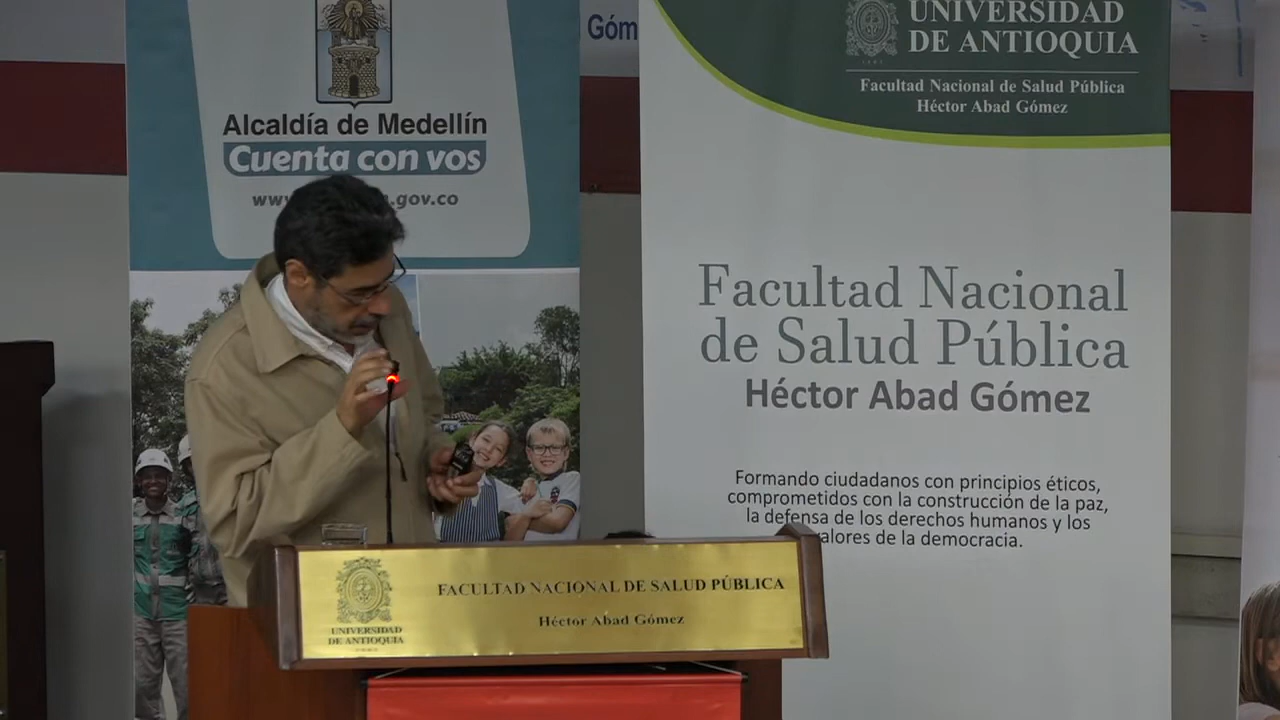 Alcaldía de Medellín
Cuenta con vos
.gov.co
Góm
UNIVERSIDAD
DE ANTIOQUIA
Facultad Nacional de Salud Pública
Héctor Abad Gómez
Facultad Nacional
de Salud Pública
Héctor Abad Gómez
Formando ciudadanos con principios éticos,
comprometidos con la construcción de la paz,
la defensa de los derechos humanos y los
valores de la democracia.
UNIVERSIDAD
DE ANTIOQUIA
FACULTAD NACIONAL DE SALUD PÚBLICA
Héctor Abad Gómez